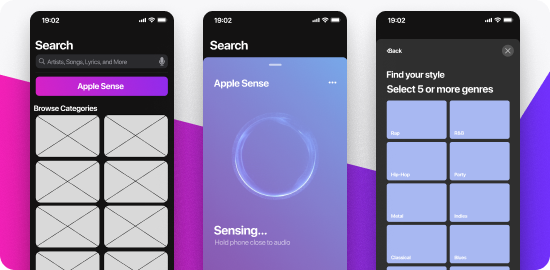 19:02
Search
Artists, Songs, Lyrics, and More
Apple Sense
Browse Categories
19:02
Search
Apple Sense
Sensing...
Hold phone close to audio
19:02
Back
Find your style
Select 5 or more genres
Rap
R&B
Hip-Hop
Party
Metal
Indies
Classical
Blues